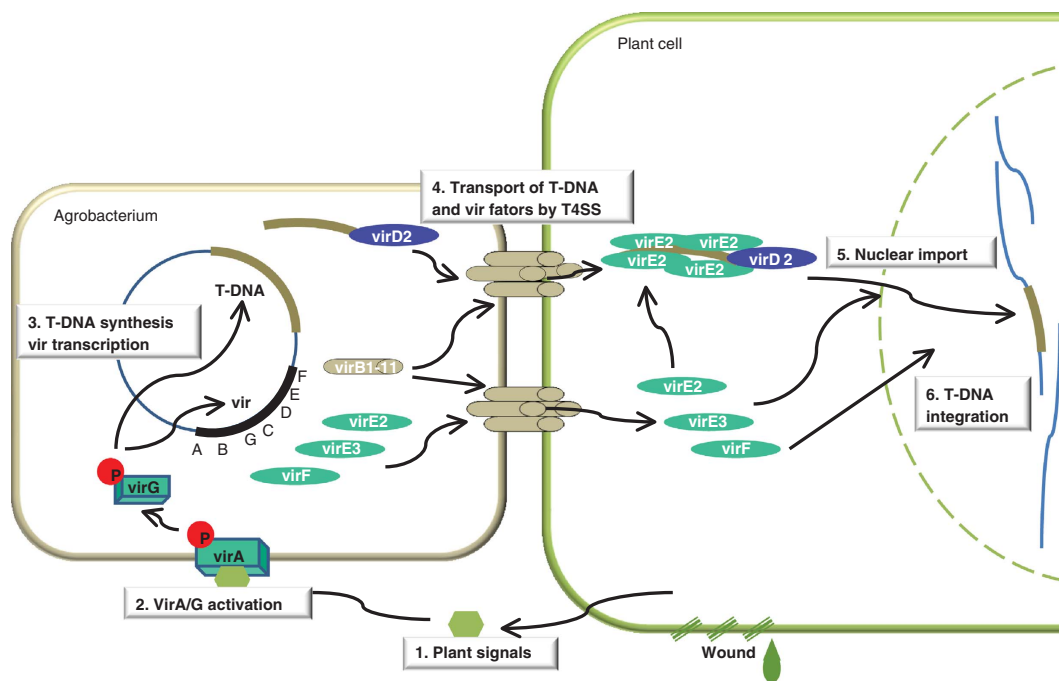 Plant cell
Agrobacterium
4. Transport of T-DNA
and vir fators by T4SS
virD2
virE2 virE2
virE2
virE2
virD 2
5. Nuclear import
T-DNA
3. T-DNA synthesis
vir transcription
virB1-11
vir
F
E
D
C
G
B
A
virE2
virE3
virF
virE2
virE3
virF
6. T-DNA
integration
P
virG
P
virA
2. VirA/G activation
1. Plant signals
Wound